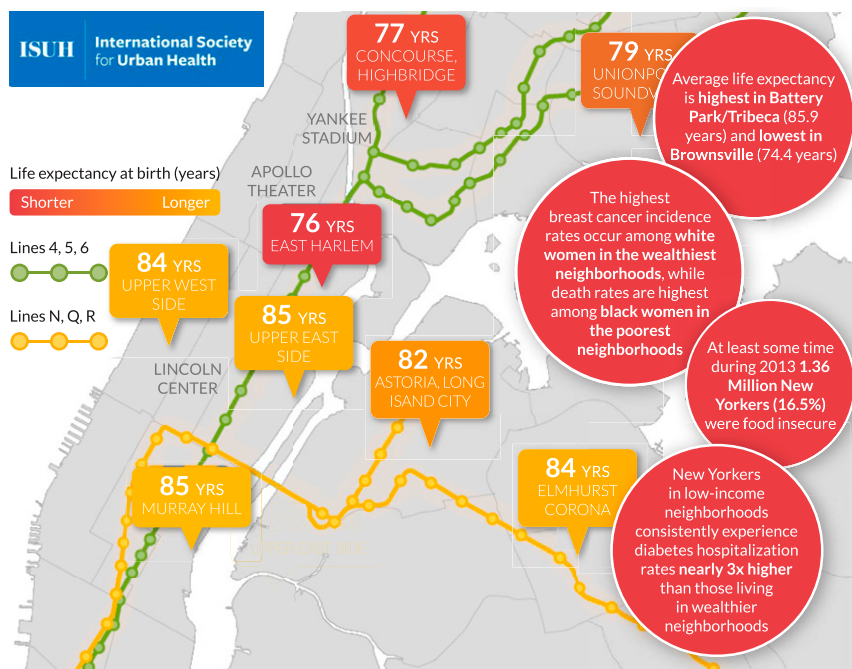 ISUH
International Society
for Urban Health
77 YRS
CONCOURSE,
HIGHBRIDGE
79 YRS
Average life expectancy
is highest in Battery
Park/Tribeca (85.9
years) and lowest in
Brownsville (74.4 years)
YANKEE
STADIUM
APOLLO
THEATER
Life expectancy at birth (years)
Shorter
Longer
76 YRS
EAST HARLEM
The highest
breast cancer incidence
rates occur among white
women in the wealthiest
neighborhoods, while
death rates are highest
among black women in
the poorest
neighborhoods
Lines 4, 5, 6
84 YRS
UPPER WEST
SIDE
Lines N, Q, R
85 YRS
UPPER EAST
SIDE
82 YRS
ASTORIA, LONG
ISAND CITY
At least some time
during 2013 1.36
Million New
Yorkers (16.5%)
were food insecure
LINCOLN
CENTER
85 YRS
MURRAY HILL
84 YRS
ELMHURST
CORONA
New Yorkers
in low-income
neighborhoods
consistently experience
diabetes hospitalization
rates nearly 3x higher
than those living
in wealthier
neighborhoods